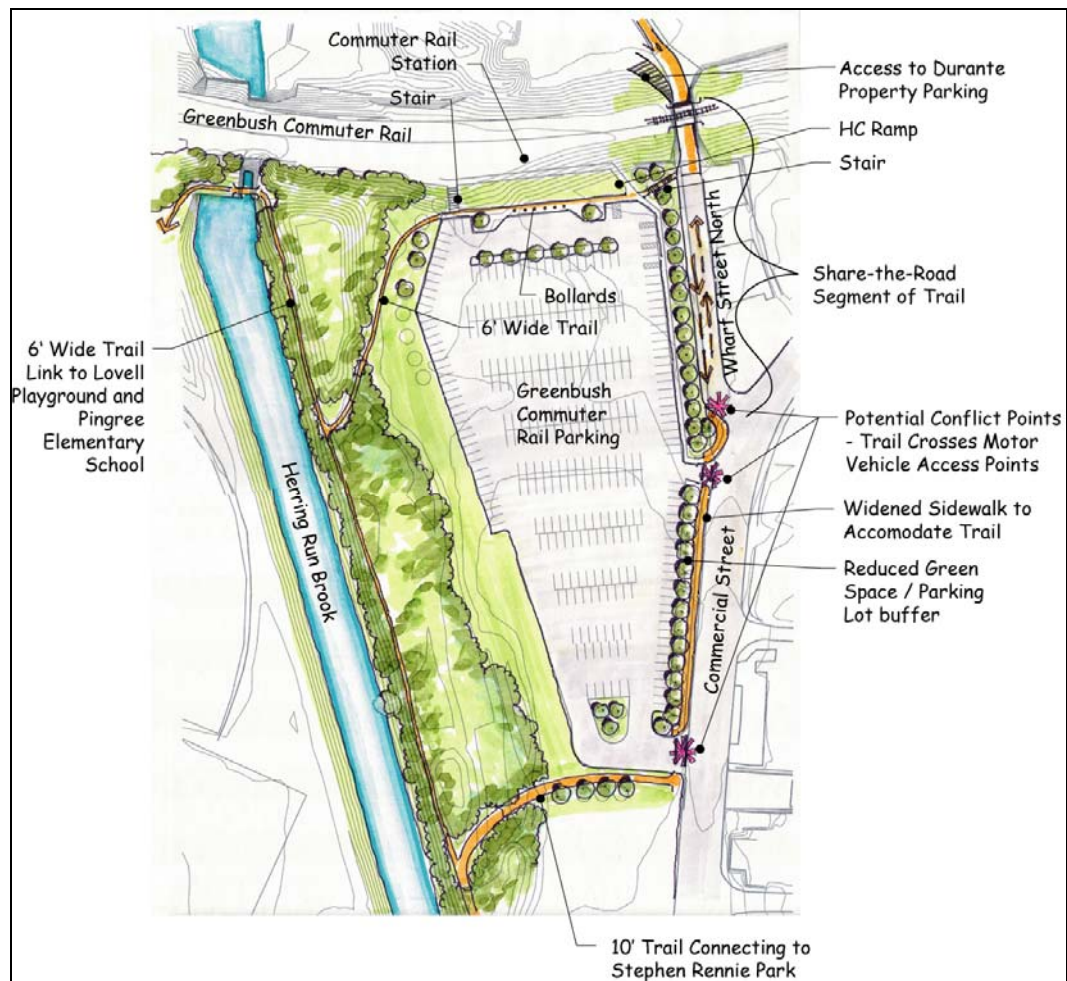 Commuter Rail
Station
Stair
Greenbush Commuter Rail
Access to Durante
Property Parking
HC Ramp
Stair
Wharf Street North
Share-the-Road
Segment of Trail
Bollards
6' Wide Trail
6' Wide Trail
Link to Lovell
Playground and
Pingree
Elementary
School
Greenbush
Commuter
Rail Parking
Potential Conflict Points
- Trail Crosses Motor
Vehicle Access Points
Herring Run Brook
Widened Sidewalk to
Accomodate Trail
Reduced Green
Space / Parking
Lot buffer
Commercial Street
10' Trail Connecting to
Stephen Rennie Park